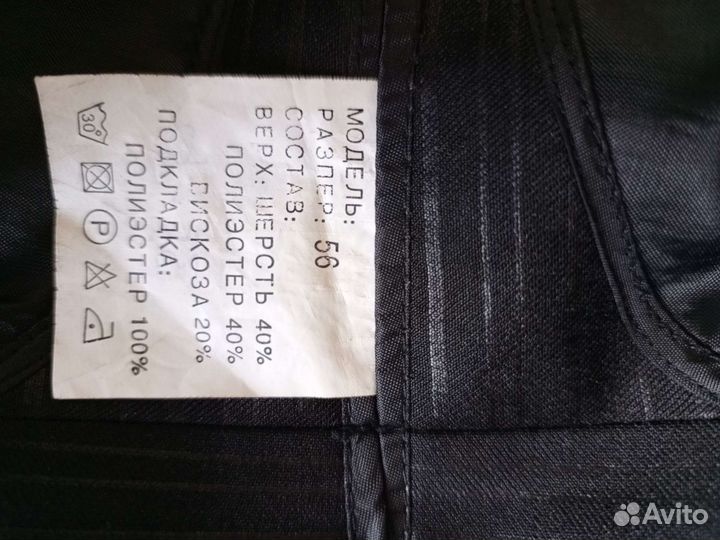 МОДЕЛЬ:
РАЗМЕР: 56
СОСТАВ:
ВЕРХ: ШЕРСТЬ 40%
ПОЛИЭСТЕР 40%
ВИСКОЗА 20%
ПОДКЛАДКА:
ПОЛИЭСТЕР 100%
30°
P
Avito